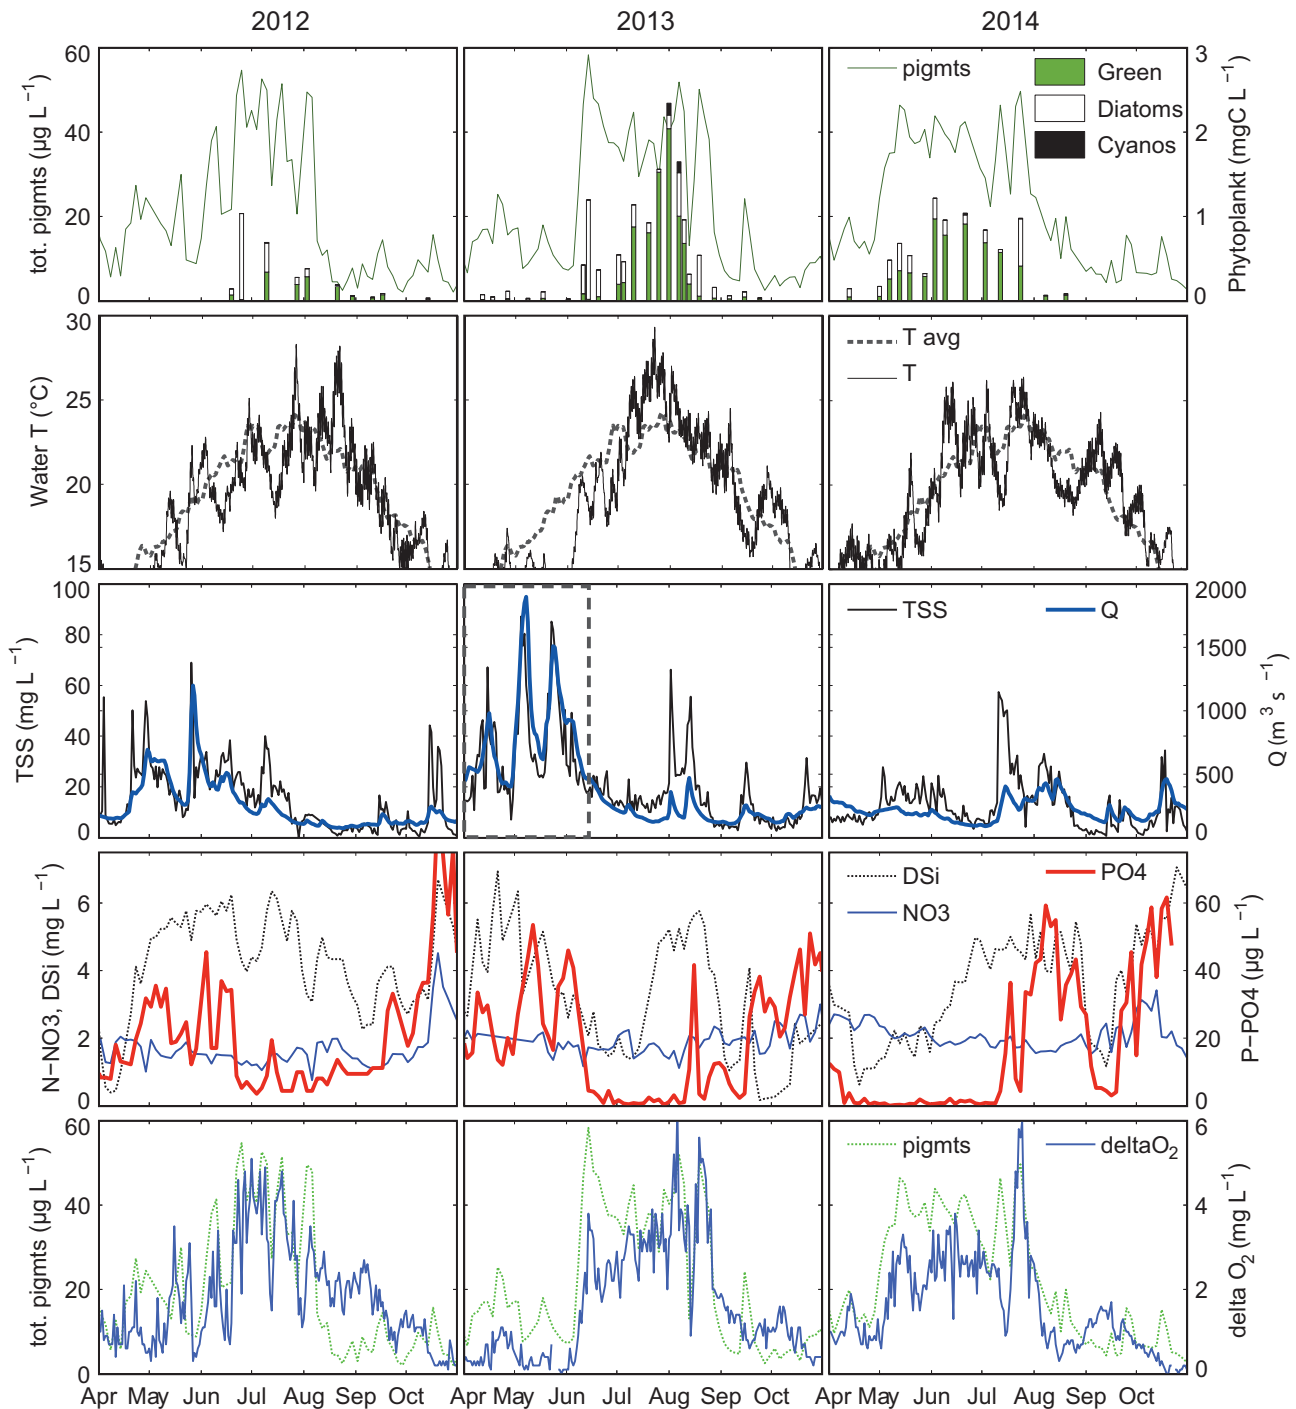 2012 2013 2014
tot. pigmts (µg L⁻¹)
60
40
20
0
pigmts
Green
Diatoms
Cyanos
3
2
1
0
Phytoplankt (mgC L⁻¹)
Water T (°C)
30
25
20
15
T avg
T
TSS (mg L⁻¹)
100
80
60
40
20
0
TSS
Q
2000
1500
1000
500
0
Q (m³ s⁻¹)
N−NO3, DSi (mg L⁻¹)
6
4
2
0
DSi
NO3
PO4
60
40
20
0
P−PO4 (µg L⁻¹)
tot. pigmts (µg L⁻¹)
60
40
20
0
pigmts
deltaO₂
6
4
2
0
delta O₂ (mg L⁻¹)
Apr May Jun Jul Aug Sep Oct Apr May Jun Jul Aug Sep Oct Apr May Jun Jul Aug Sep Oct